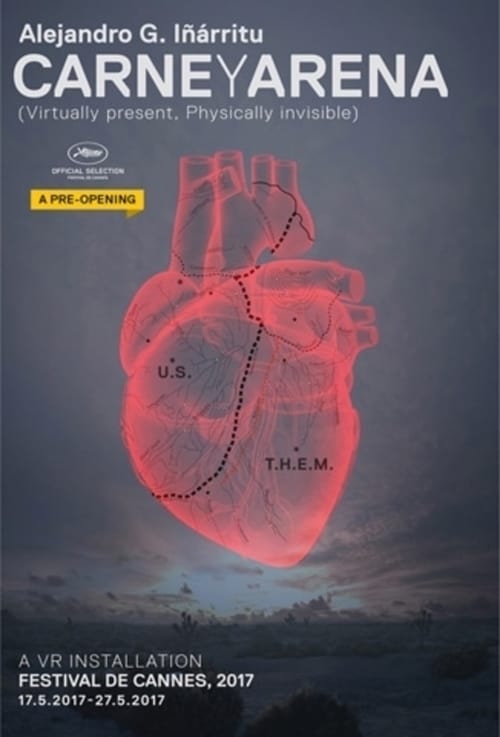 Alejandro G. Iñárritu
CARNEYARENA
(Virtually present, Physically invisible)
OFFICIAL SELECTION
FESTIVAL DE CANNES
A PRE-OPENING
U.S.
T.H.E.M.
A VR INSTALLATION
FESTIVAL DE CANNES, 2017
17.5.2017-27.5.2017